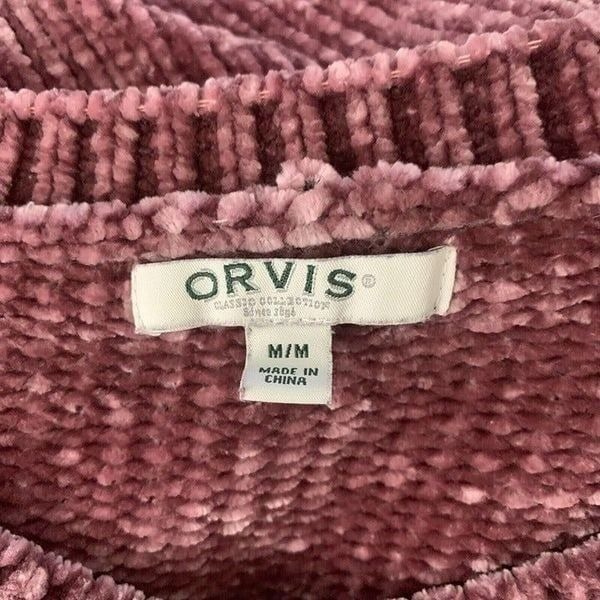 ORVIS®
CLASSIC COLLECTION
Since 1856
M/M
MADE IN
CHINA